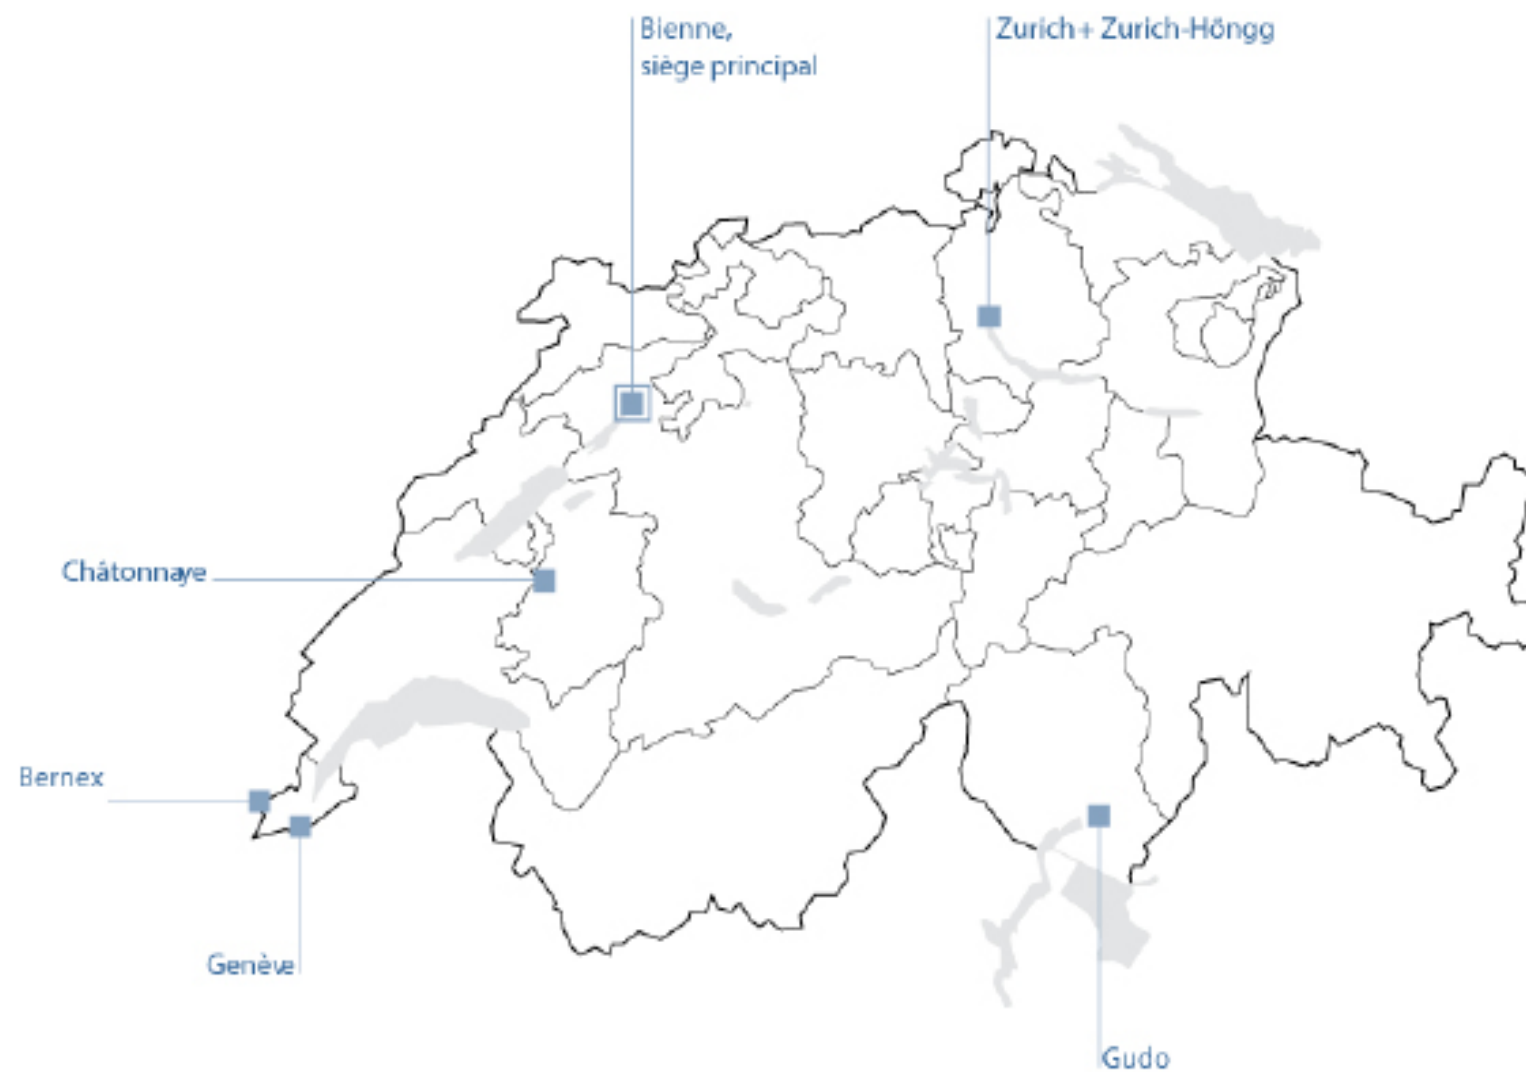 Bienne,
siège principal
Zurich + Zurich-Höngg
Châtonnaye
Bernex
Genève
Gudo